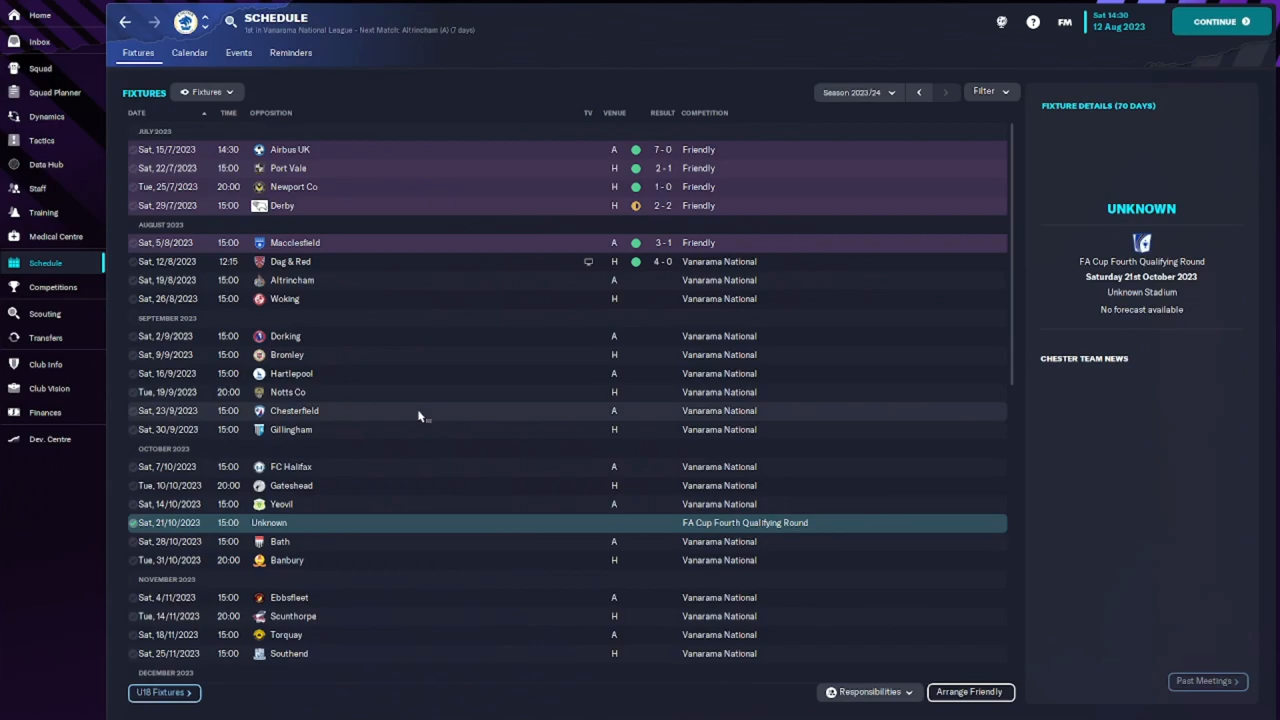 Home
Inbox
Squad
Squad Planner
Dynamics
Tactics
Data Hub
Staff
Training
Medical Centre
Schedule
Competitions
Scouting
Transfers
Club Info
Club Vision
Finances
Dev. Centre
SCHEDULE
1st in Vanarama National League - Next Match: Altrincham (A) (7 days)
FM
Sat 14:30
12 Aug 2023
CONTINUE
Fixtures Calendar Events Reminders
FIXTURES Fixtures Season 2023/24 Filter
DATE TIME OPPOSITION TV VENUE RESULT COMPETITION
JULY 2023
Sat, 15/7/2023 14:30 Airbus UK A 7 - 0 Friendly
Sat, 22/7/2023 15:00 Port Vale H 2 - 1 Friendly
Tue, 25/7/2023 20:00 Newport Co H 1 - 0 Friendly
Sat, 29/7/2023 15:00 Derby H 2 - 2 Friendly
AUGUST 2023
Sat, 5/8/2023 15:00 Macclesfield A 3 - 1 Friendly
Sat, 12/8/2023 12:15 Dag & Red H 4 - 0 Vanarama National
Sat, 19/8/2023 15:00 Altrincham A Vanarama National
Sat, 26/8/2023 15:00 Woking H Vanarama National
SEPTEMBER 2023
Sat, 2/9/2023 15:00 Dorking A Vanarama National
Sat, 9/9/2023 15:00 Bromley H Vanarama National
Sat, 16/9/2023 15:00 Hartlepool A Vanarama National
Tue, 19/9/2023 20:00 Notts Co H Vanarama National
Sat, 23/9/2023 15:00 Chesterfield A Vanarama National
Sat, 30/9/2023 15:00 Gillingham H Vanarama National
OCTOBER 2023
Sat, 7/10/2023 15:00 FC Halifax A Vanarama National
Tue, 10/10/2023 20:00 Gateshead H Vanarama National
Sat, 14/10/2023 15:00 Yeovil A Vanarama National
Sat, 21/10/2023 15:00 Unknown FA Cup Fourth Qualifying Round
Sat, 28/10/2023 15:00 Bath A Vanarama National
Tue, 31/10/2023 20:00 Banbury H Vanarama National
NOVEMBER 2023
Sat, 4/11/2023 15:00 Ebbsfleet A Vanarama National
Tue, 14/11/2023 20:00 Scunthorpe H Vanarama National
Sat, 18/11/2023 15:00 Torquay A Vanarama National
Sat, 25/11/2023 15:00 Southend H Vanarama National
DECEMBER 2023
U18 Fixtures > Responsibilities Arrange Friendly
FIXTURE DETAILS (70 DAYS)
UNKNOWN
FA Cup Fourth Qualifying Round
Saturday 21st October 2023
Unknown Stadium
No forecast available
CHESTER TEAM NEWS
Past Meetings >